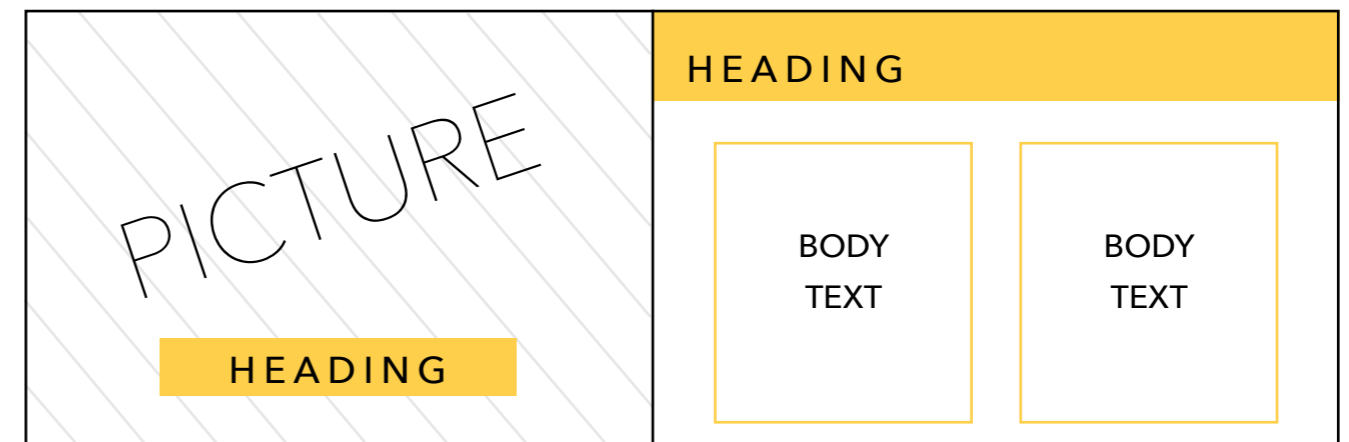 PICTURE
HEADING
HEADING
BODY
TEXT
BODY
TEXT